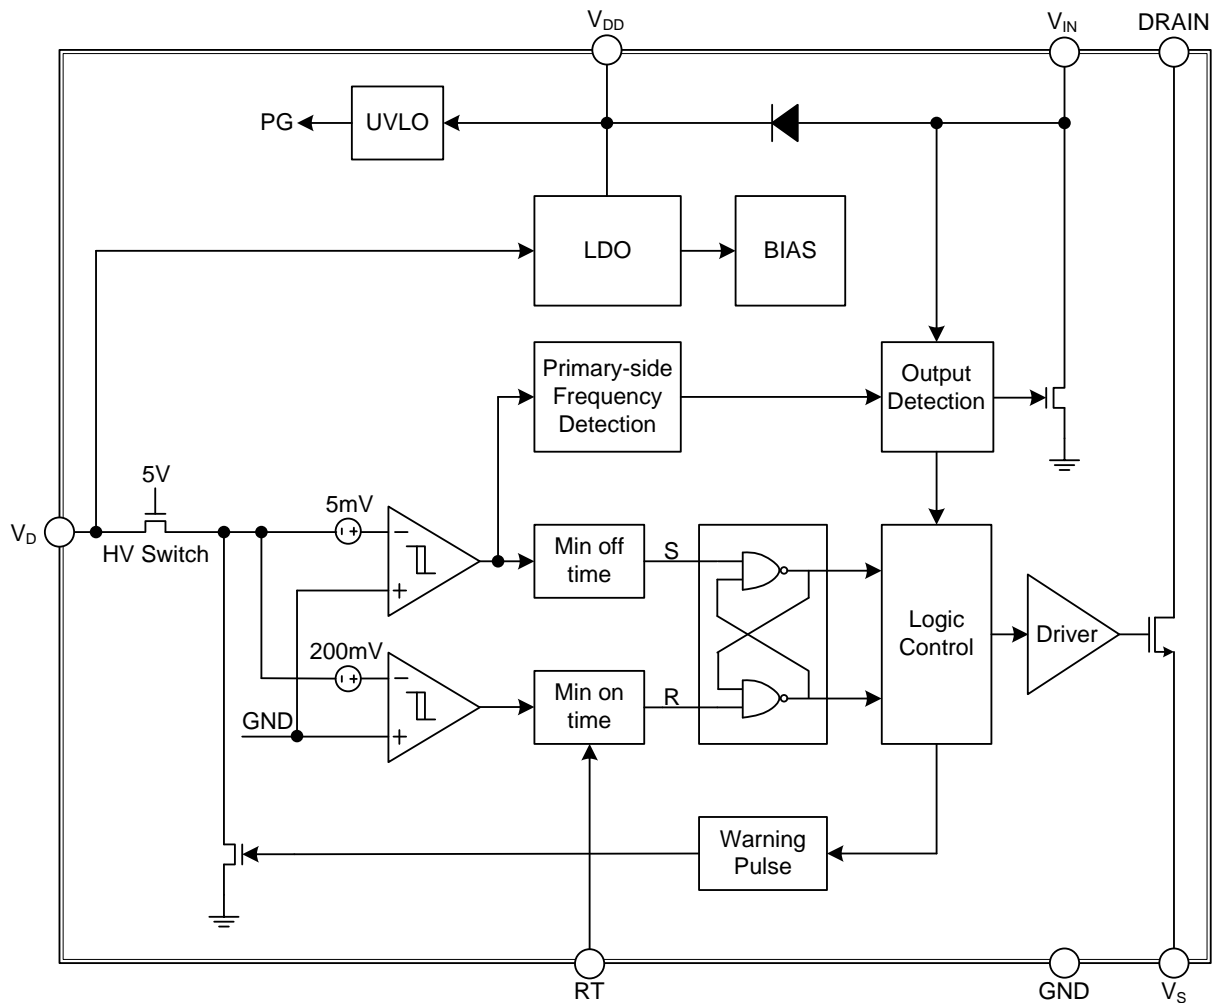 VDD
VIN
DRAIN
PG
UVLO
LDO
BIAS
Primary-side
Frequency
Detection
Output
Detection
5V
VD
HV Switch
5mV
−
+
Min off
time
S
200mV
−
GND
+
Min on
time
R
Logic
Control
Driver
Warning
Pulse
RT
GND
VS